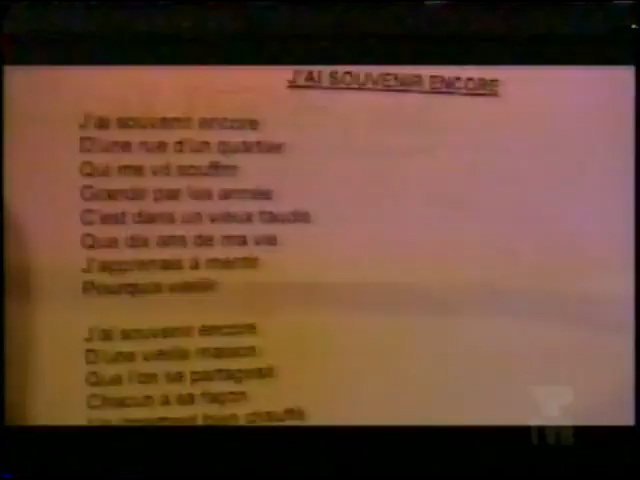 J'AI SOUVENIR ENCORE
J'ai souvenir encore
D'une rue d'un quartier
Qui me vit souffrir
Grandir par les années
C'est dans un vieux taudis
Que dix ans de ma vie
J'apprenais à mentir
Pourquoi vieillir
J'ai souvenir encore
D'une vieille maison
Que l'on se partageait
Chacun à sa façon
bien chauffé